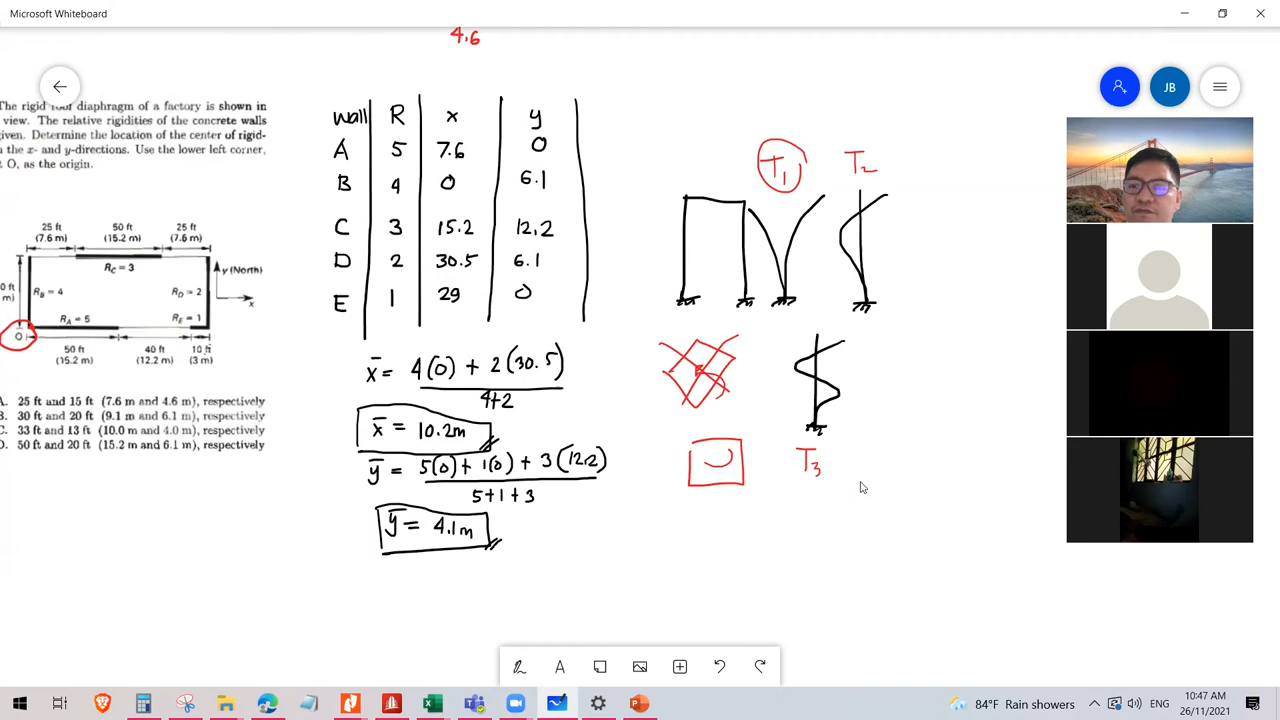 Microsoft Whiteboard
4.6
JB
The rigid roof diaphragm of a factory is shown in
view. The relative rigidities of the concrete walls
given. Determine the location of the center of rigid-
n the x- and y-directions. Use the lower left corner,
t O, as the origin.
25 ft
(7.6 m)
50 ft
(15.2 m)
25 ft
(7.6 m)
RC = 3
y (North)
0 ft
m)
RB = 4
RD = 2
x
RA = 5
RE = 1
O
50 ft
(15.2 m)
40 ft
(12.2 m)
10 ft
(3 m)
A. 25 ft and 15 ft (7.6 m and 4.6 m), respectively
B. 30 ft and 20 ft (9.1 m and 6.1 m), respectively
C. 33 ft and 13 ft (10.0 m and 4.0 m), respectively
D. 50 ft and 20 ft (15.2 m and 6.1 m), respectively
wall R x y
A 5 7.6 0
B 4 0 6.1
C 3 15.2 12.2
D 2 30.5 6.1
E 1 29 0
x̄ = 4(0) + 2(30.5)
4+2
x̄ = 10.2m
ȳ = 5(0) + 1(0) + 3(12.2)
5+1+3
ȳ = 4.1m
T1
T2
T3
84°F Rain showers
ENG
10:47 AM
26/11/2021